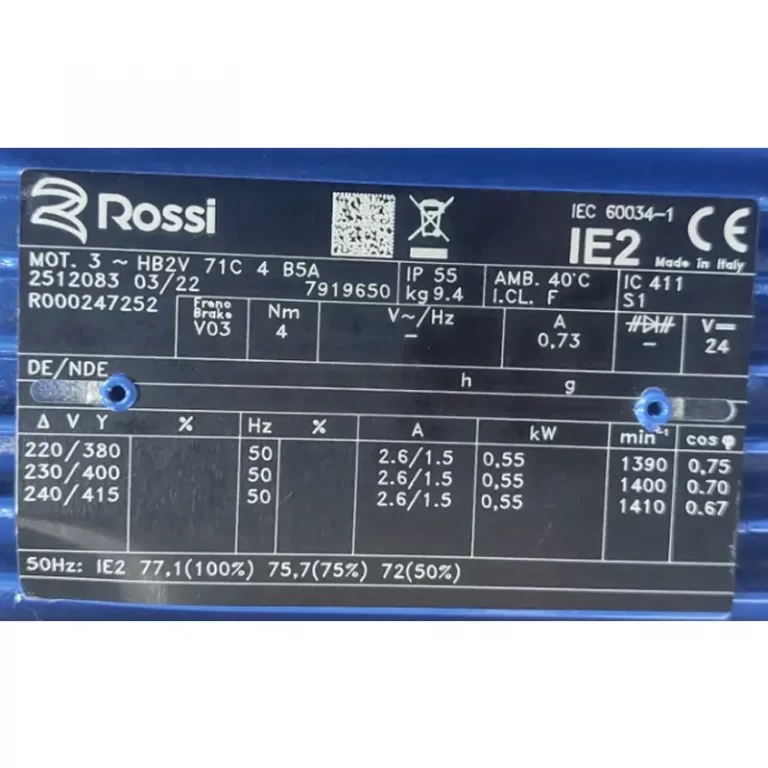 Rossi
IEC 60034-1 CE
IE2 Made in Italy
MOT. 3 ~ HB2V 71C 4 B5A
2512083 03/22 7919650
IP 55
kg 9.4
AMB. 40°C
I.CL. F
IC 411
S1
R000247252
Freno
Brake
V03
Nm
4
V~/Hz
–
A
0,73
–
V⎓
24
DE/NDE
h g
Δ V Y % Hz % A kW min⁻¹ cos φ
220/380 50 2.6/1.5 0,55 1390 0,75
230/400 50 2.6/1.5 0,55 1400 0.70
240/415 50 2.6/1.5 0,55 1410 0.67
50Hz: IE2 77,1(100%) 75,7(75%) 72(50%)